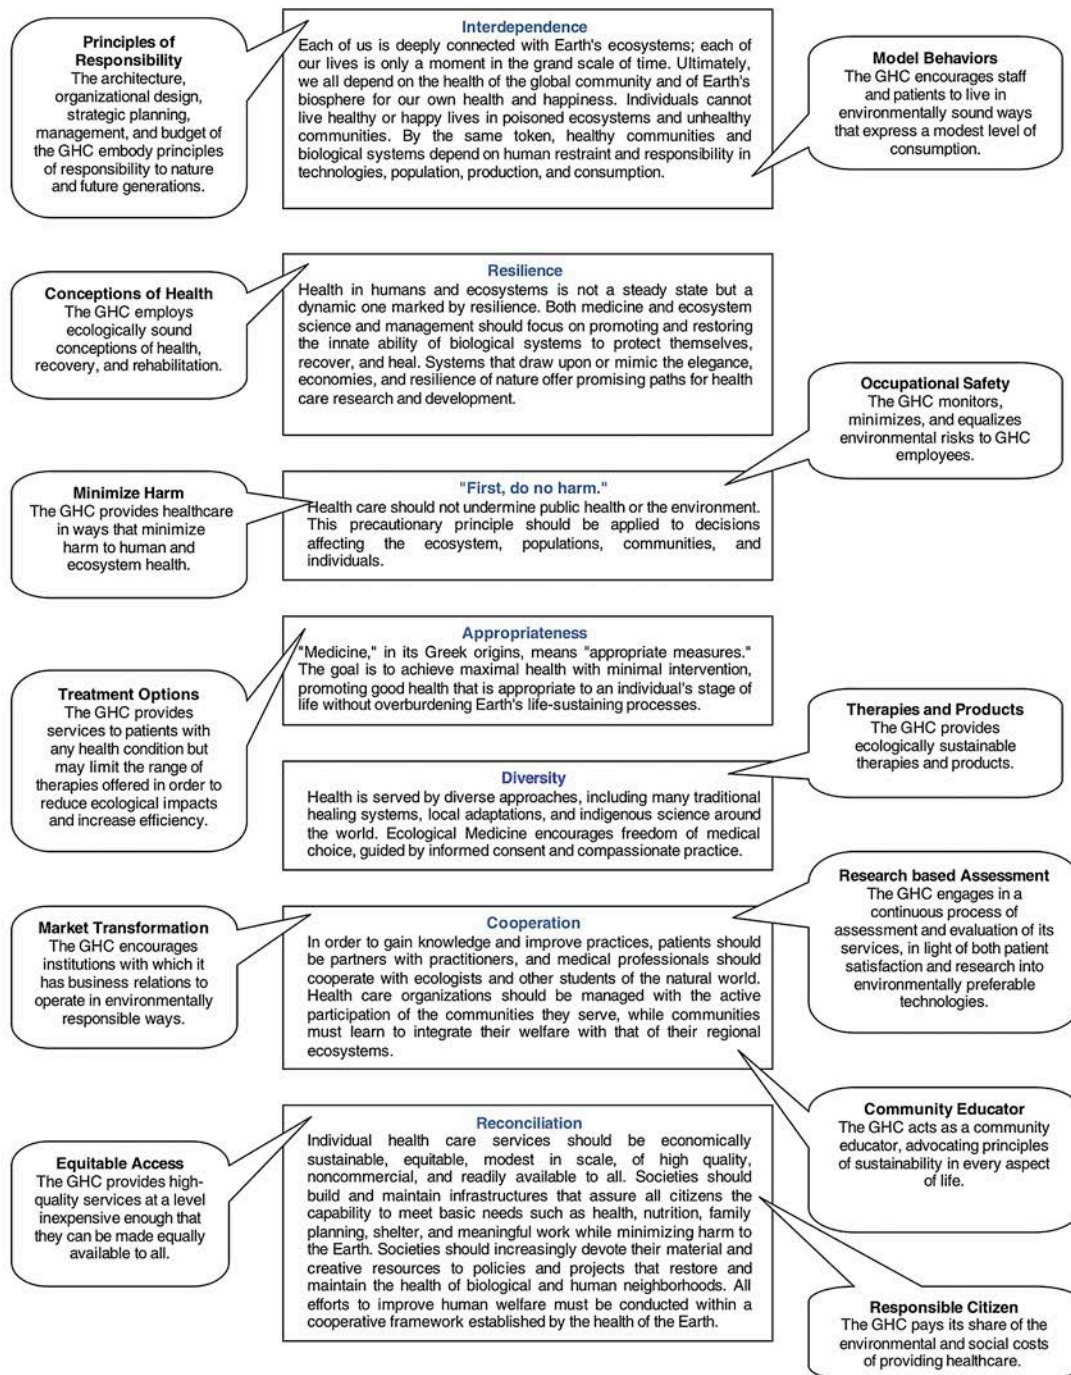 Principles of
Responsibility
The architecture,
organizational design,
strategic planning,
management, and budget of
the GHC embody principles
of responsibility to nature
and future generations.
Interdependence
Each of us is deeply connected with Earth's ecosystems; each of
our lives is only a moment in the grand scale of time. Ultimately,
we all depend on the health of the global community and of Earth's
biosphere for our own health and happiness. Individuals cannot
live healthy or happy lives in poisoned ecosystems and unhealthy
communities. By the same token, healthy communities and
biological systems depend on human restraint and responsibility in
technologies, population, production, and consumption.
Model Behaviors
The GHC encourages staff
and patients to live in
environmentally sound ways
that express a modest level of
consumption.
Conceptions of Health
The GHC employs
ecologically sound
conceptions of health,
recovery, and rehabilitation.
Resilience
Health in humans and ecosystems is not a steady state but a
dynamic one marked by resilience. Both medicine and ecosystem
science and management should focus on promoting and restoring
the innate ability of biological systems to protect themselves,
recover, and heal. Systems that draw upon or mimic the elegance,
economies, and resilience of nature offer promising paths for health
care research and development.
Occupational Safety
The GHC monitors,
minimizes, and equalizes
environmental risks to GHC
employees.
Minimize Harm
The GHC provides healthcare
in ways that minimize
harm to human and
ecosystem health.
"First, do no harm."
Health care should not undermine public health or the environment.
This precautionary principle should be applied to decisions
affecting the ecosystem, populations, communities, and
individuals.
Treatment Options
The GHC provides
services to patients with
any health condition but
may limit the range of
therapies offered in order to
reduce ecological impacts
and increase efficiency.
Appropriateness
"Medicine," in its Greek origins, means "appropriate measures."
The goal is to achieve maximal health with minimal intervention,
promoting good health that is appropriate to an individual's stage of
life without overburdening Earth's life-sustaining processes.
Therapies and Products
The GHC provides
ecologically sustainable
therapies and products.
Diversity
Health is served by diverse approaches, including many traditional
healing systems, local adaptations, and indigenous science around
the world. Ecological Medicine encourages freedom of medical
choice, guided by informed consent and compassionate practice.
Research based Assessment
The GHC engages in a
continuous process of
assessment and evaluation of its
services, in light of both patient
satisfaction and research into
environmentally preferable
technologies.
Market Transformation
The GHC encourages
institutions with which it
has business relations to
operate in environmentally
responsible ways.
Cooperation
In order to gain knowledge and improve practices, patients should
be partners with practitioners, and medical professionals should
cooperate with ecologists and other students of the natural world.
Health care organizations should be managed with the active
participation of the communities they serve, while communities
must learn to integrate their welfare with that of their regional
ecosystems.
Community Educator
The GHC acts as a community
educator, advocating principles
of sustainability in every aspect
of life.
Equitable Access
The GHC provides high-
quality services at a level
inexpensive enough that
they can be made equally
available to all.
Reconciliation
Individual health care services should be economically
sustainable, equitable, modest in scale, of high quality,
noncommercial, and readily available to all. Societies should
build and maintain infrastructures that assure all citizens the
capability to meet basic needs such as health, nutrition, family
planning, shelter, and meaningful work while minimizing harm to
the Earth. Societies should increasingly devote their material and
creative resources to policies and projects that restore and
maintain the health of biological and human neighborhoods. All
efforts to improve human welfare must be conducted within a
cooperative framework established by the health of the Earth.
Responsible Citizen
The GHC pays its share of the
environmental and social costs
of providing healthcare.